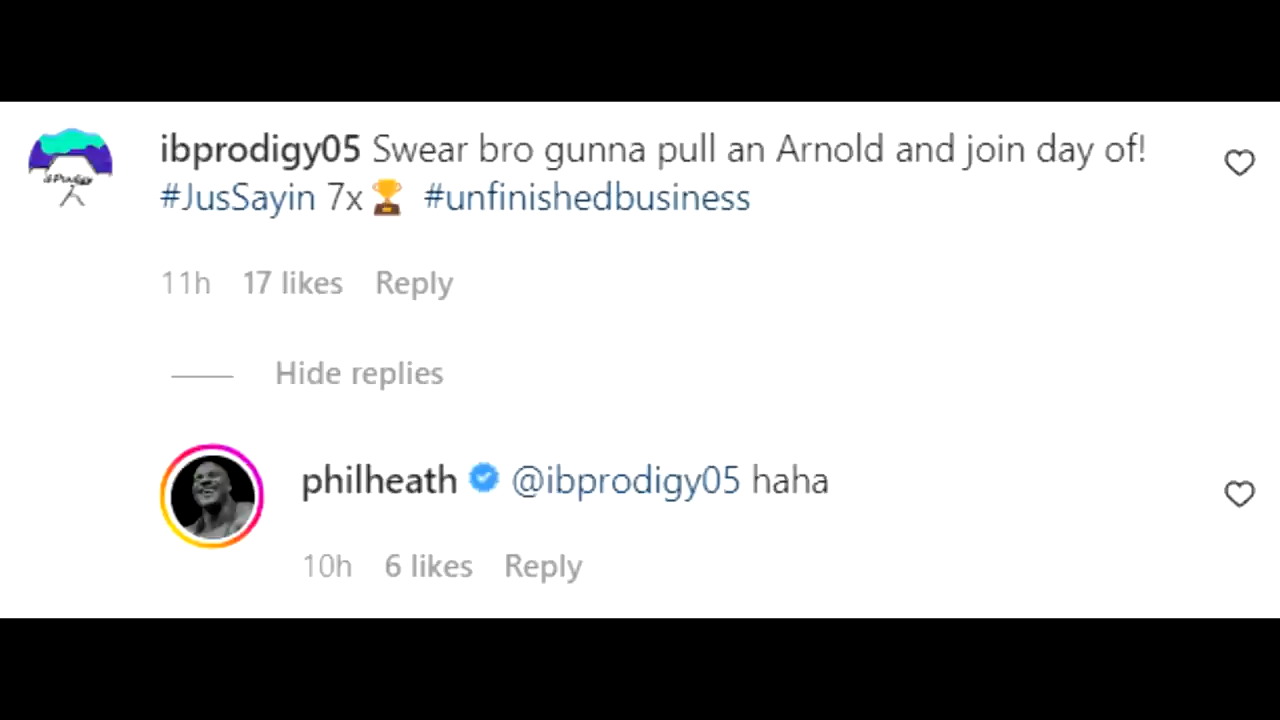 ibprodigy05 Swear bro gunna pull an Arnold and join day of!
#JusSayin 7x🏆 #unfinishedbusiness
11h 17 likes Reply
Hide replies
philheath @ibprodigy05 haha
10h 6 likes Reply